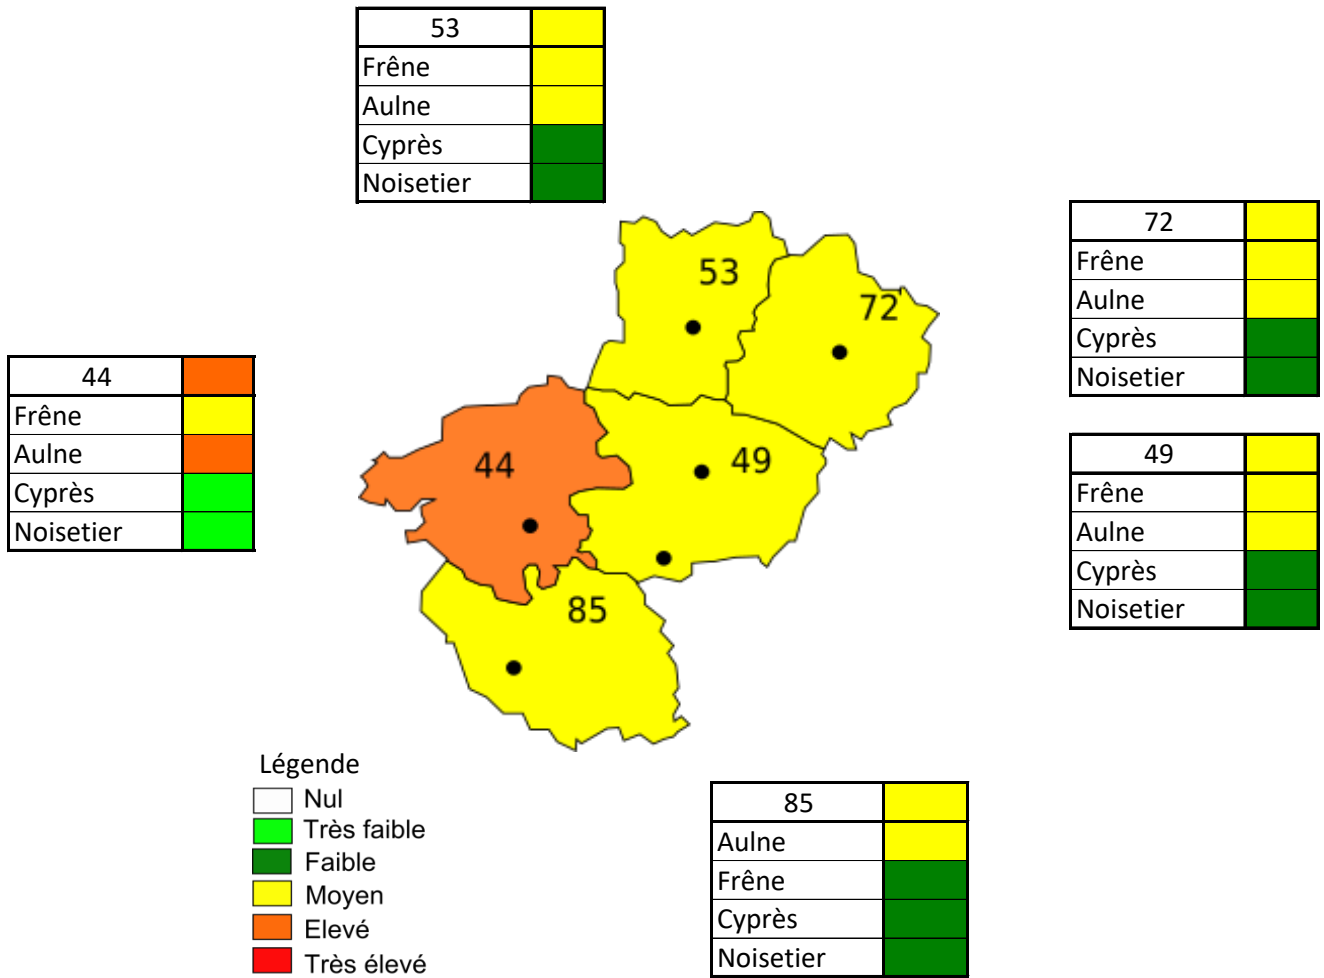 53
Frêne
Aulne
Cyprès
Noisetier
72
Frêne
Aulne
Cyprès
Noisetier
53
72
44
Frêne
Aulne
Cyprès
Noisetier
44
49
49
Frêne
Aulne
Cyprès
Noisetier
85
Légende
Nul
Très faible
Faible
Moyen
Elevé
Très élevé
85
Aulne
Frêne
Cyprès
Noisetier